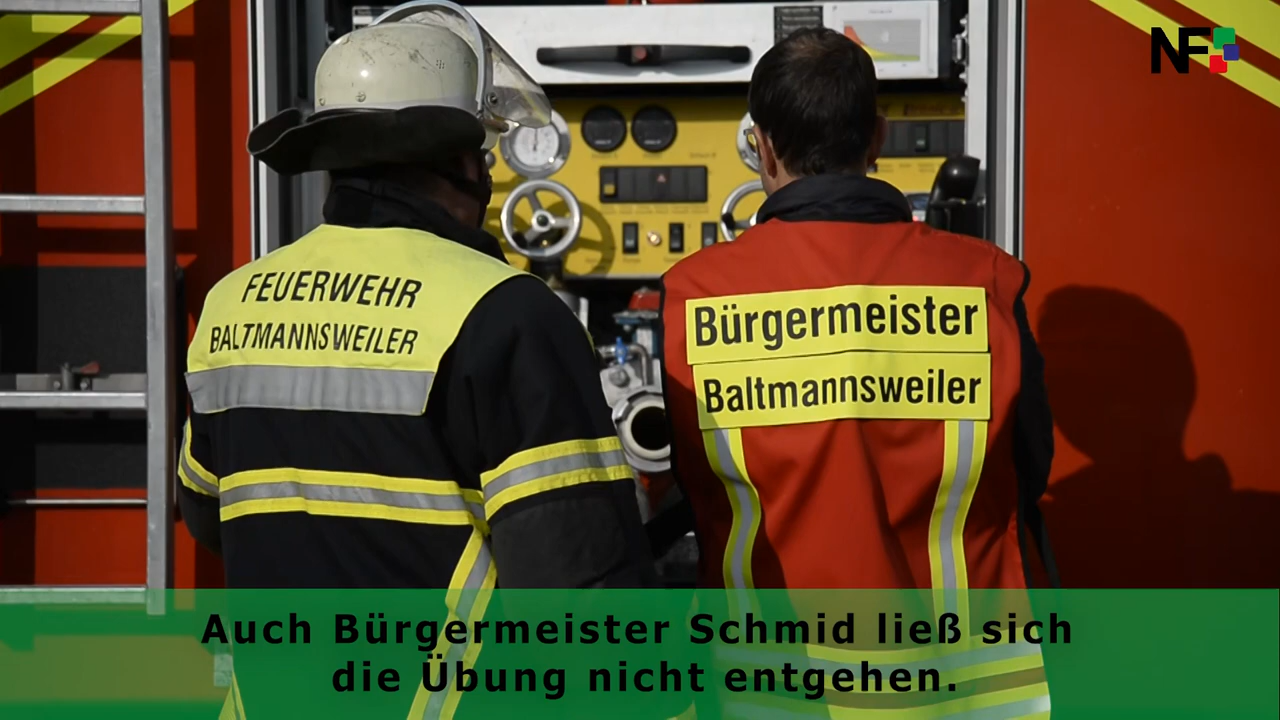 NF
FEUERWEHR
BALTMANNSWEILER
Bürgermeister
Baltmannsweiler
Auch Bürgermeister Schmid ließ sich
die Übung nicht entgehen.